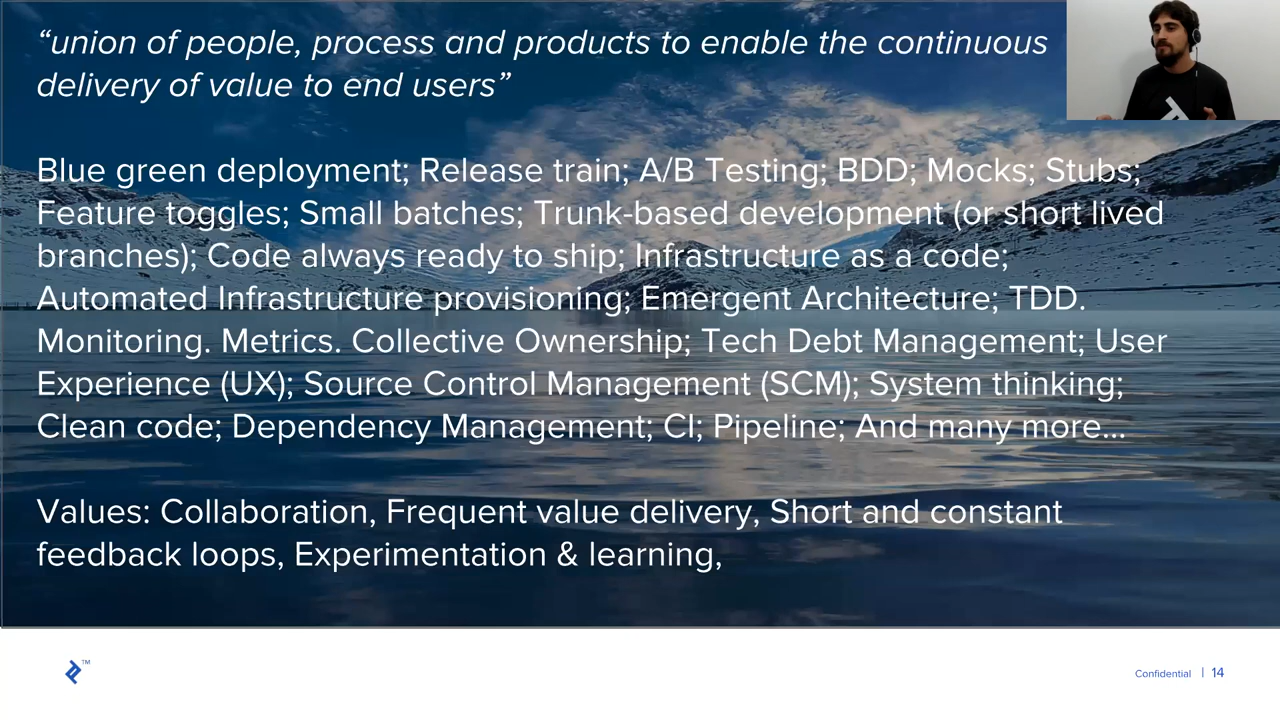 “union of people, process and products to enable the continuous
delivery of value to end users”
Blue green deployment; Release train; A/B Testing; BDD; Mocks; Stubs;
Feature toggles; Small batches; Trunk-based development (or short lived
branches); Code always ready to ship; Infrastructure as a code;
Automated Infrastructure provisioning; Emergent Architecture; TDD.
Monitoring. Metrics. Collective Ownership; Tech Debt Management; User
Experience (UX); Source Control Management (SCM); System thinking;
Clean code; Dependency Management; CI; Pipeline; And many more...
Values: Collaboration, Frequent value delivery, Short and constant
feedback loops, Experimentation & learning,
TM
Confidential | 14